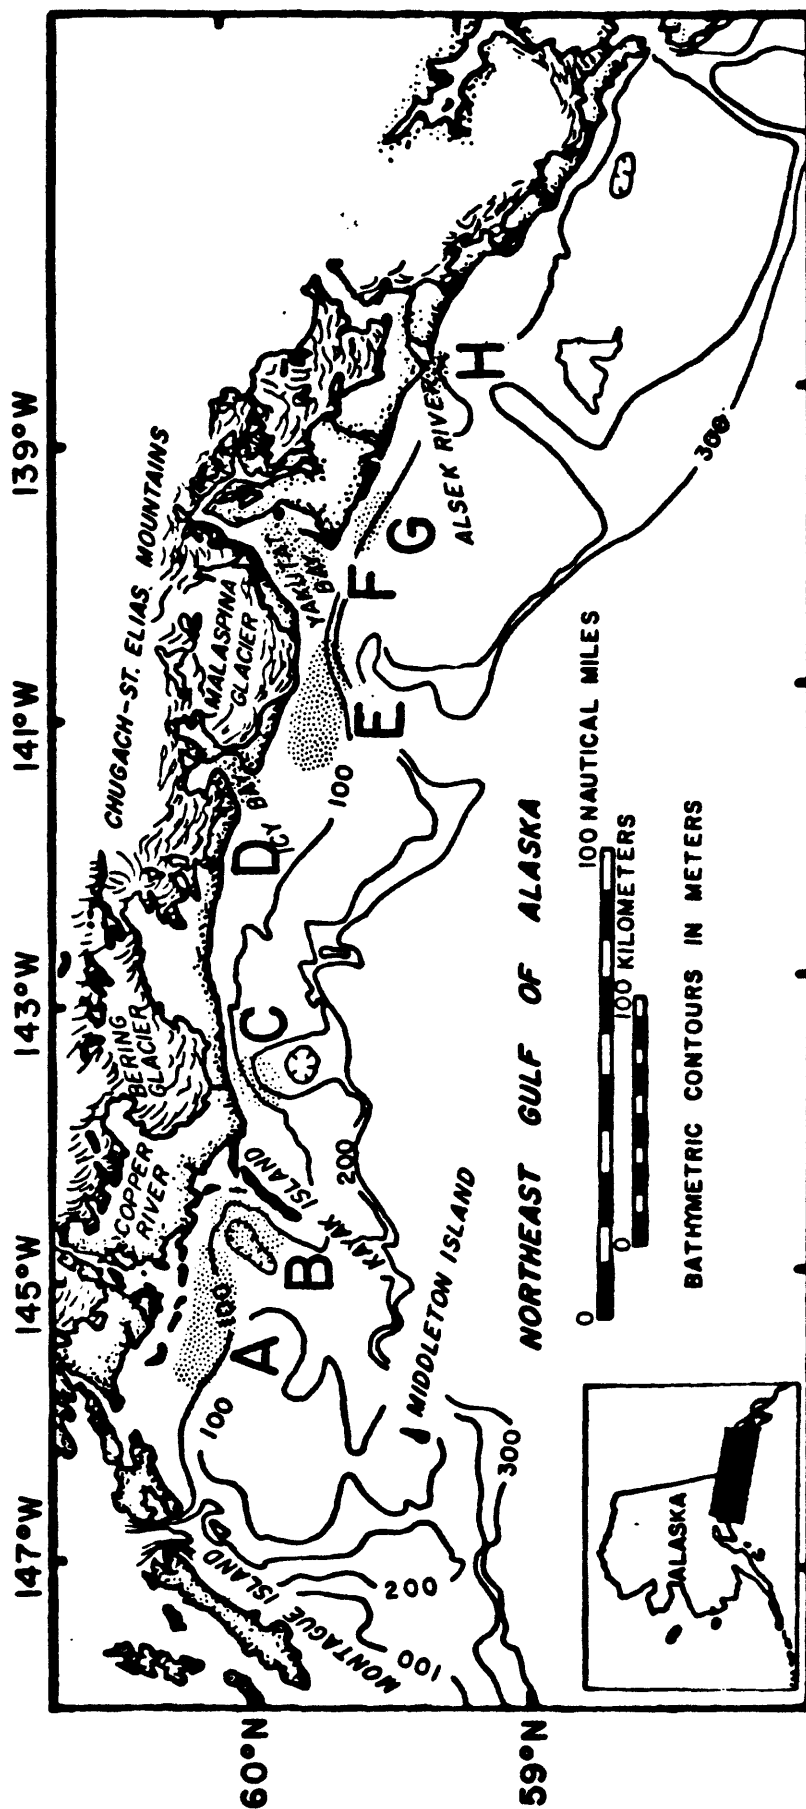 147°W
145°W
143°W
141°W
139°W
60°N
59°N
CHUGACH-ST. ELIAS MOUNTAINS
COPPER
RIVER
BERING
GLACIER
MALASPINA
GLACIER
ICY BAY
YAKUTAT
BAY
ALSEK RIVER
MONTAGUE ISLAND
KAYAK ISLAND
MIDDLETON ISLAND
A
B
C
D
E
F
G
H
100
100
100
100
200
200
300
300
NORTHEAST GULF OF ALASKA
0
100 NAUTICAL MILES
0
100 KILOMETERS
BATHYMETRIC CONTOURS IN METERS
ALASKA